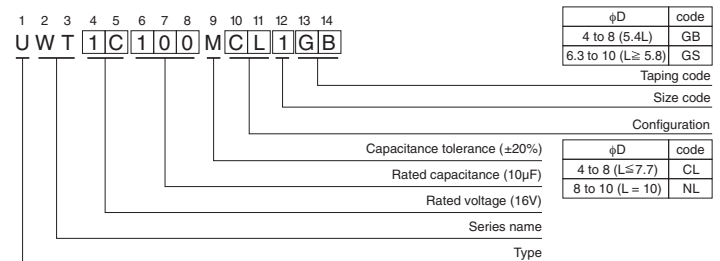 1 2 3 4 5 6 7 8 9 10 11 12 13 14
U W T 1 C 1 0 0 M C L 1 G B
ϕD code
4 to 8 (5.4L) GB
6.3 to 10 (L≧ 5.8) GS
Taping code
Size code
Configuration
Capacitance tolerance (±20%)
Rated capacitance (10µF)
Rated voltage (16V)
Series name
Type
ϕD code
4 to 8 (L≦7.7) CL
8 to 10 (L = 10) NL